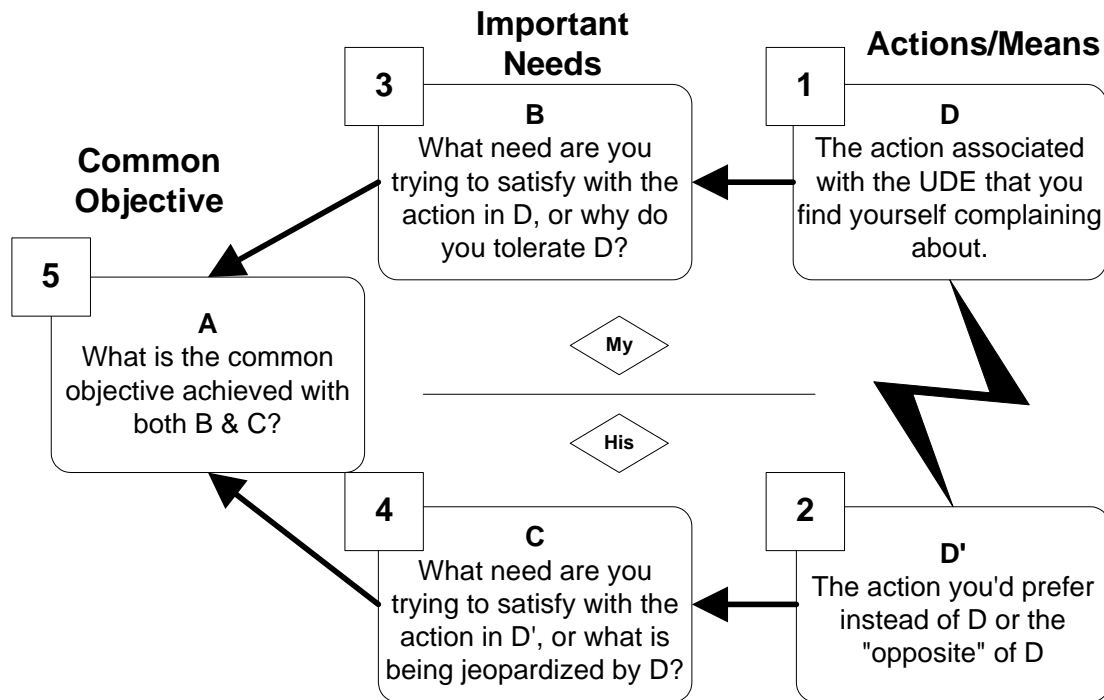 Important
Needs
Actions/Means
Common
Objective
3
B
What need are you
trying to satisfy with the
action in D, or why do
you tolerate D?
1
D
The action associated
with the UDE that you
find yourself complaining
about.
5
A
What is the common
objective achieved with
both B & C?
My
His
4
C
What need are you
trying to satisfy with the
action in D', or what is
being jeopardized by D?
2
D'
The action you'd prefer
instead of D or the
"opposite" of D